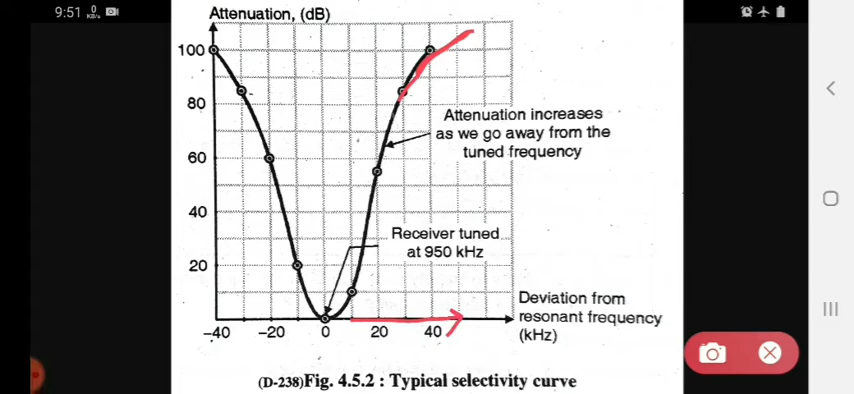 9:51 0 KB/s
Attenuation, (dB)
100
80
60
40
20
Attenuation increases
as we go away from the
tuned frequency
Receiver tuned
at 950 kHz
Deviation from
resonant frequency
(kHz)
–40 –20 0 20 40
(D-238)Fig. 4.5.2 : Typical selectivity curve